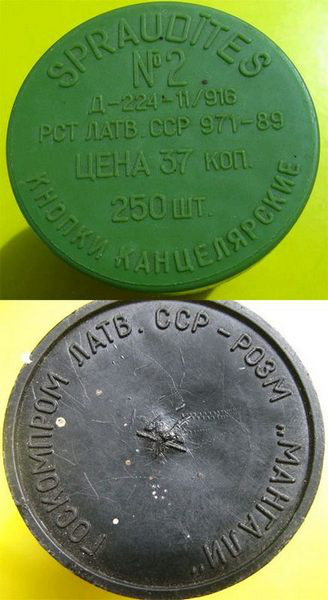 SPRAUDĪTES
№2
Д-224-11/916
РСТ ЛАТВ. ССР 971-89
ЦЕНА 37 КОП.
250 ШТ.
КНОПКИ КАНЦЕЛЯРСКИЕ
ГОСКОМПРОМ ЛАТВ. ССР - РОЗМ „МАНГАЛИ"